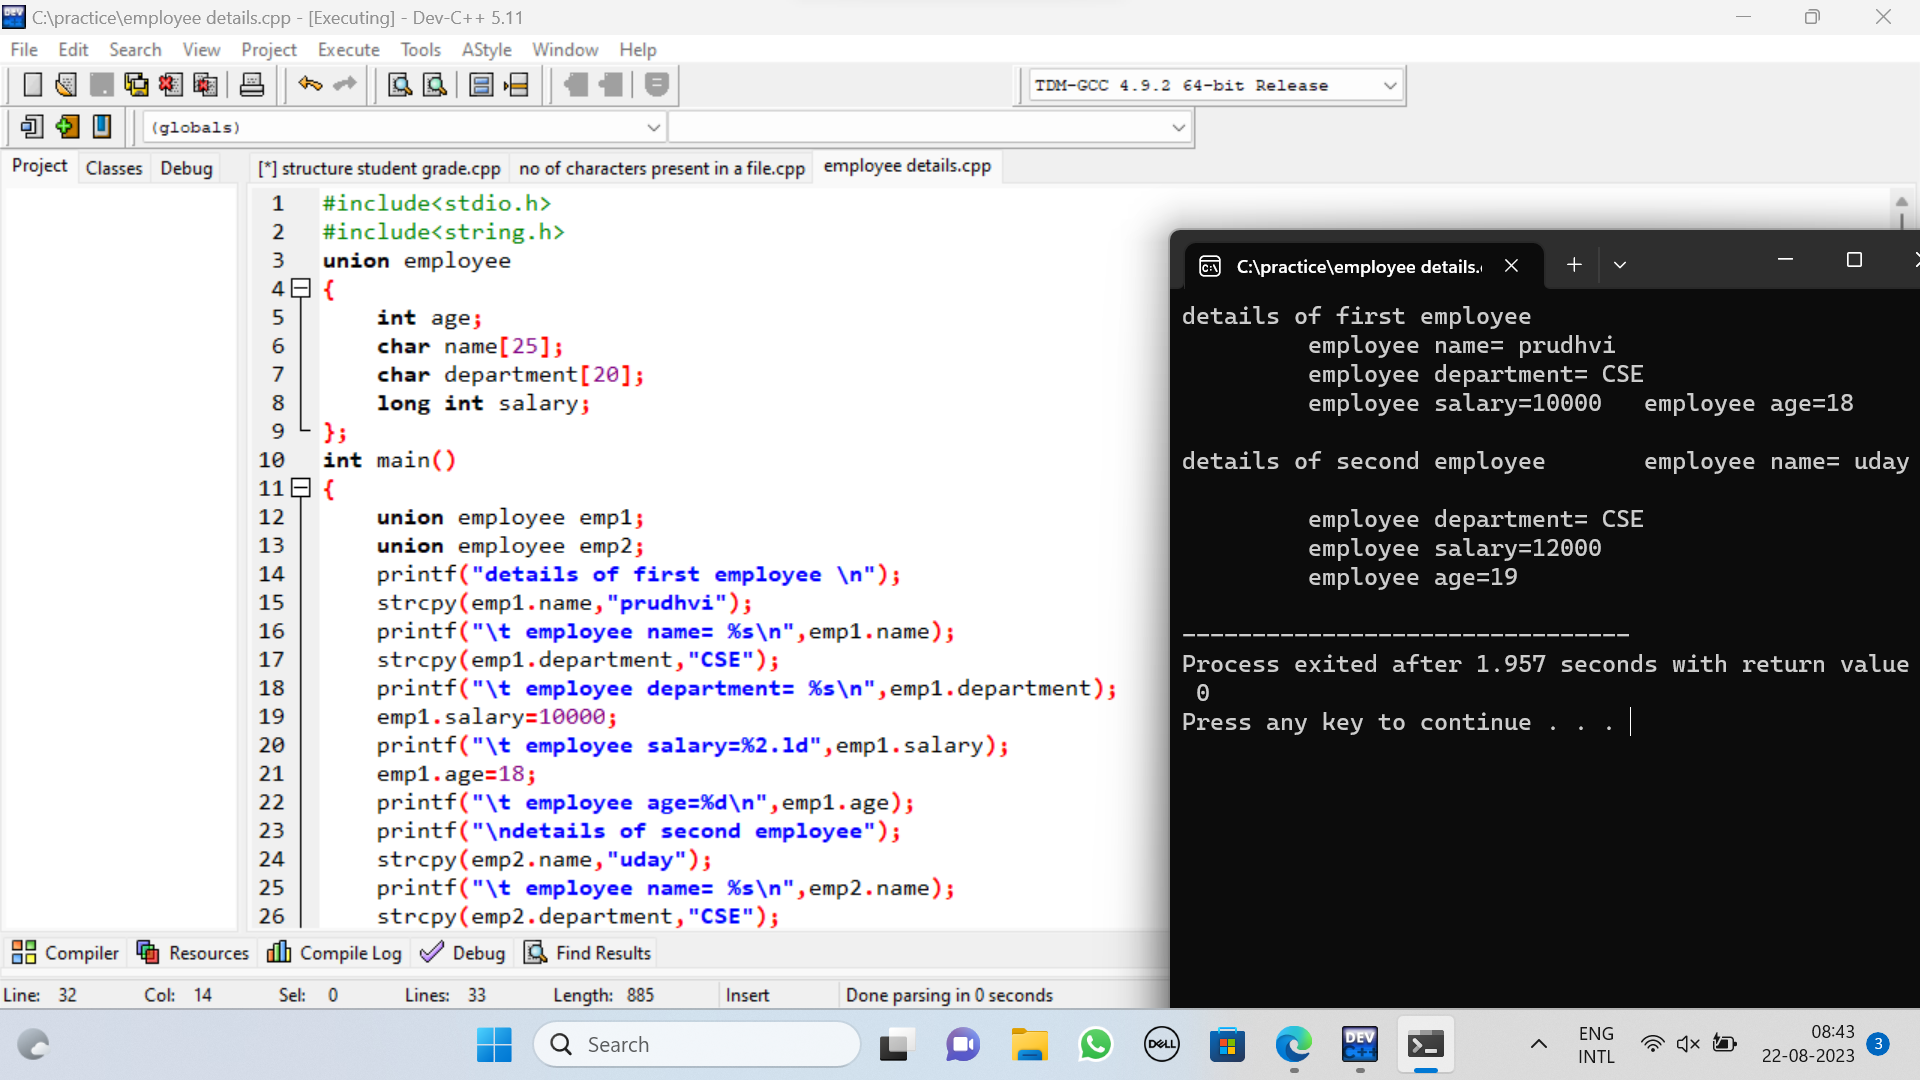 C:\practice\employee details.cpp - [Executing] - Dev-C++ 5.11
File Edit Search View Project Execute Tools AStyle Window Help
TDM-GCC 4.9.2 64-bit Release
(globals)
Project Classes Debug
[*] structure student grade.cpp no of characters present in a file.cpp employee details.cpp
1 #include<stdio.h>
2 #include<string.h>
3 union employee
4 {
5 int age;
6 char name[25];
7 char department[20];
8 long int salary;
9 };
10 int main()
11 {
12 union employee emp1;
13 union employee emp2;
14 printf("details of first employee \n");
15 strcpy(emp1.name,"prudhvi");
16 printf("\t employee name= %s\n",emp1.name);
17 strcpy(emp1.department,"CSE");
18 printf("\t employee department= %s\n",emp1.department);
19 emp1.salary=10000;
20 printf("\t employee salary=%2.ld",emp1.salary);
21 emp1.age=18;
22 printf("\t employee age=%d\n",emp1.age);
23 printf("\ndetails of second employee");
24 strcpy(emp2.name,"uday");
25 printf("\t employee name= %s\n",emp2.name);
26 strcpy(emp2.department,"CSE");
C:\practice\employee details.
details of first employee
employee name= prudhvi
employee department= CSE
employee salary=10000 employee age=18
details of second employee employee name= uday
employee department= CSE
employee salary=12000
employee age=19
--------------------------------
Process exited after 1.957 seconds with return value
0
Press any key to continue . . .
Compiler Resources Compile Log Debug Find Results
Line: 32 Col: 14 Sel: 0 Lines: 33 Length: 885 Insert Done parsing in 0 seconds
Search
DELL
DEV C++
ENG
INTL
08:43
22-08-2023
3